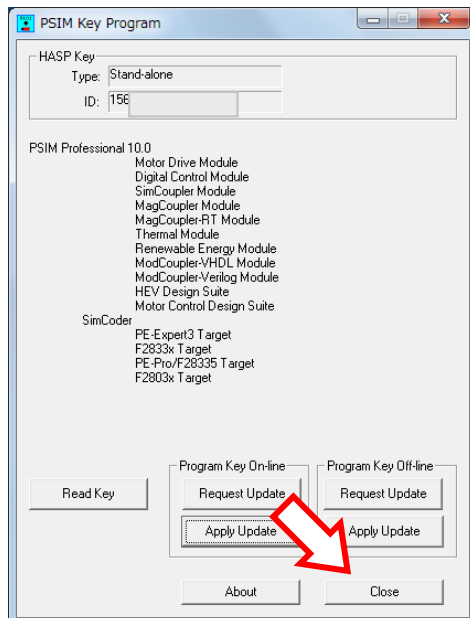 PSIM Key Program
HASP Key
Type: Stand-alone
ID: 156
PSIM Professional 10.0
Motor Drive Module
Digital Control Module
SimCoupler Module
MagCoupler Module
MagCoupler-RT Module
Thermal Module
Renewable Energy Module
ModCoupler-VHDL Module
ModCoupler-Verilog Module
HEV Design Suite
Motor Control Design Suite
SimCoder
PE-Expert3 Target
F2833x Target
PE-Pro/F28335 Target
F2803x Target
Program Key On-line Program Key Off-line
Read Key Request Update Request Update
Apply Update Apply Update
About Close